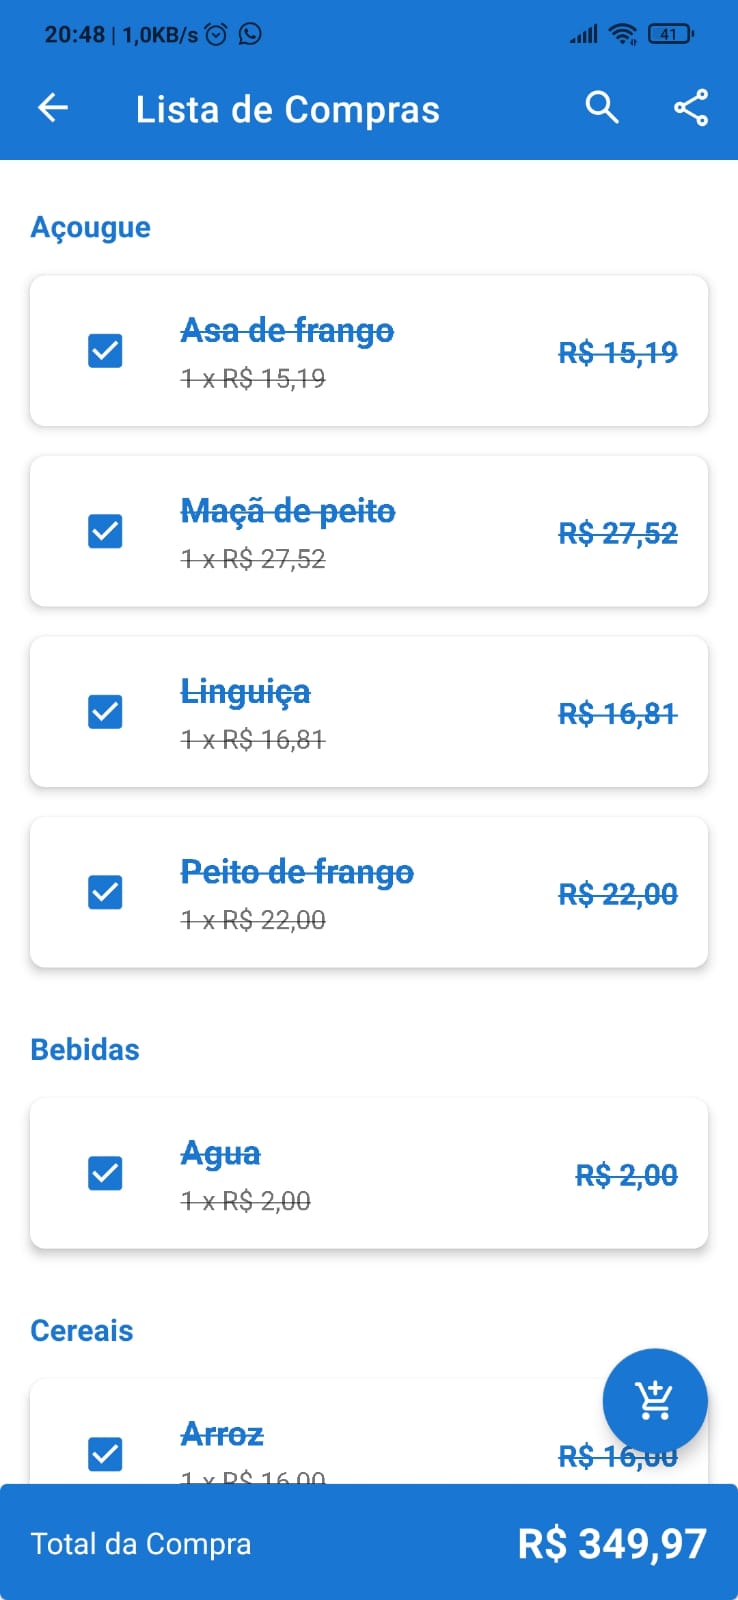 20:48 | 1,0KB/s
41
Lista de Compras
Açougue
Asa de frango
R$ 15,19
1 x R$ 15,19
Maçã de peito
R$ 27,52
1 x R$ 27,52
Linguiça
R$ 16,81
1 x R$ 16,81
Peito de frango
R$ 22,00
1 x R$ 22,00
Bebidas
Agua
R$ 2,00
1 x R$ 2,00
Cereais
Arroz
R$ 16,00
1 x R$ 16,00
Total da Compra
R$ 349,97